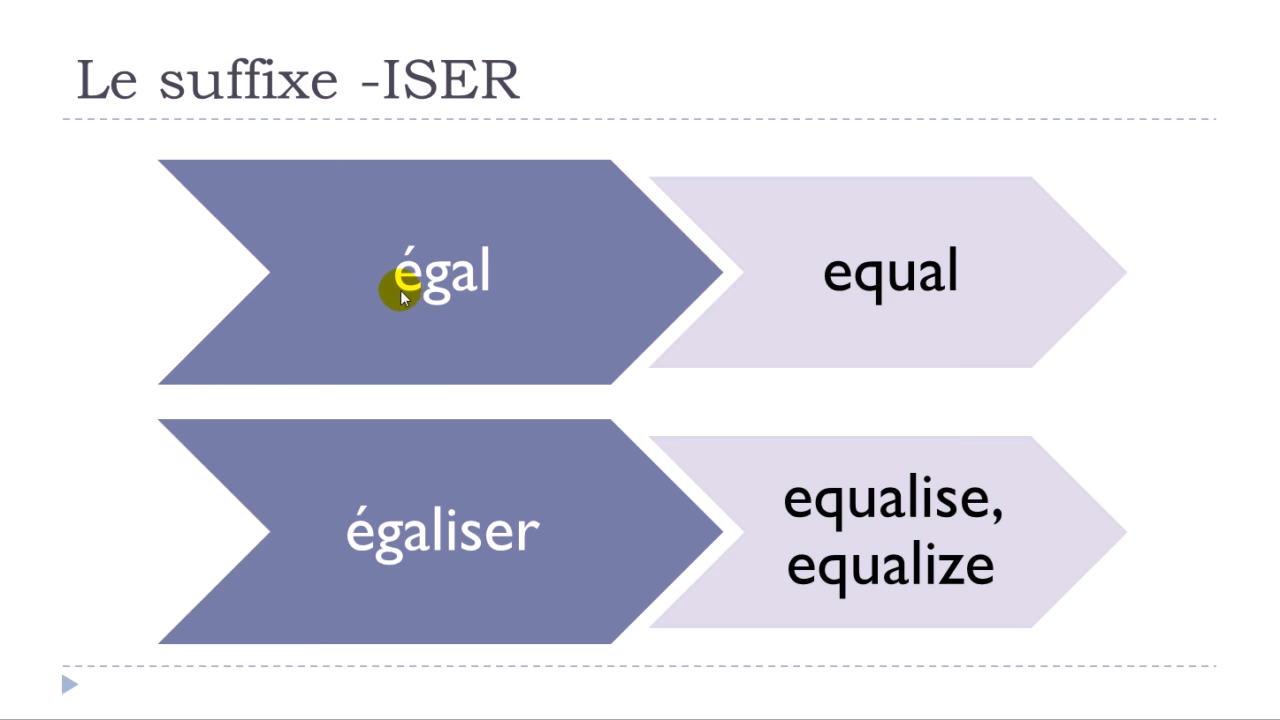 Le suffixe -ISER
égal
equal
égaliser
equalise,
equalize